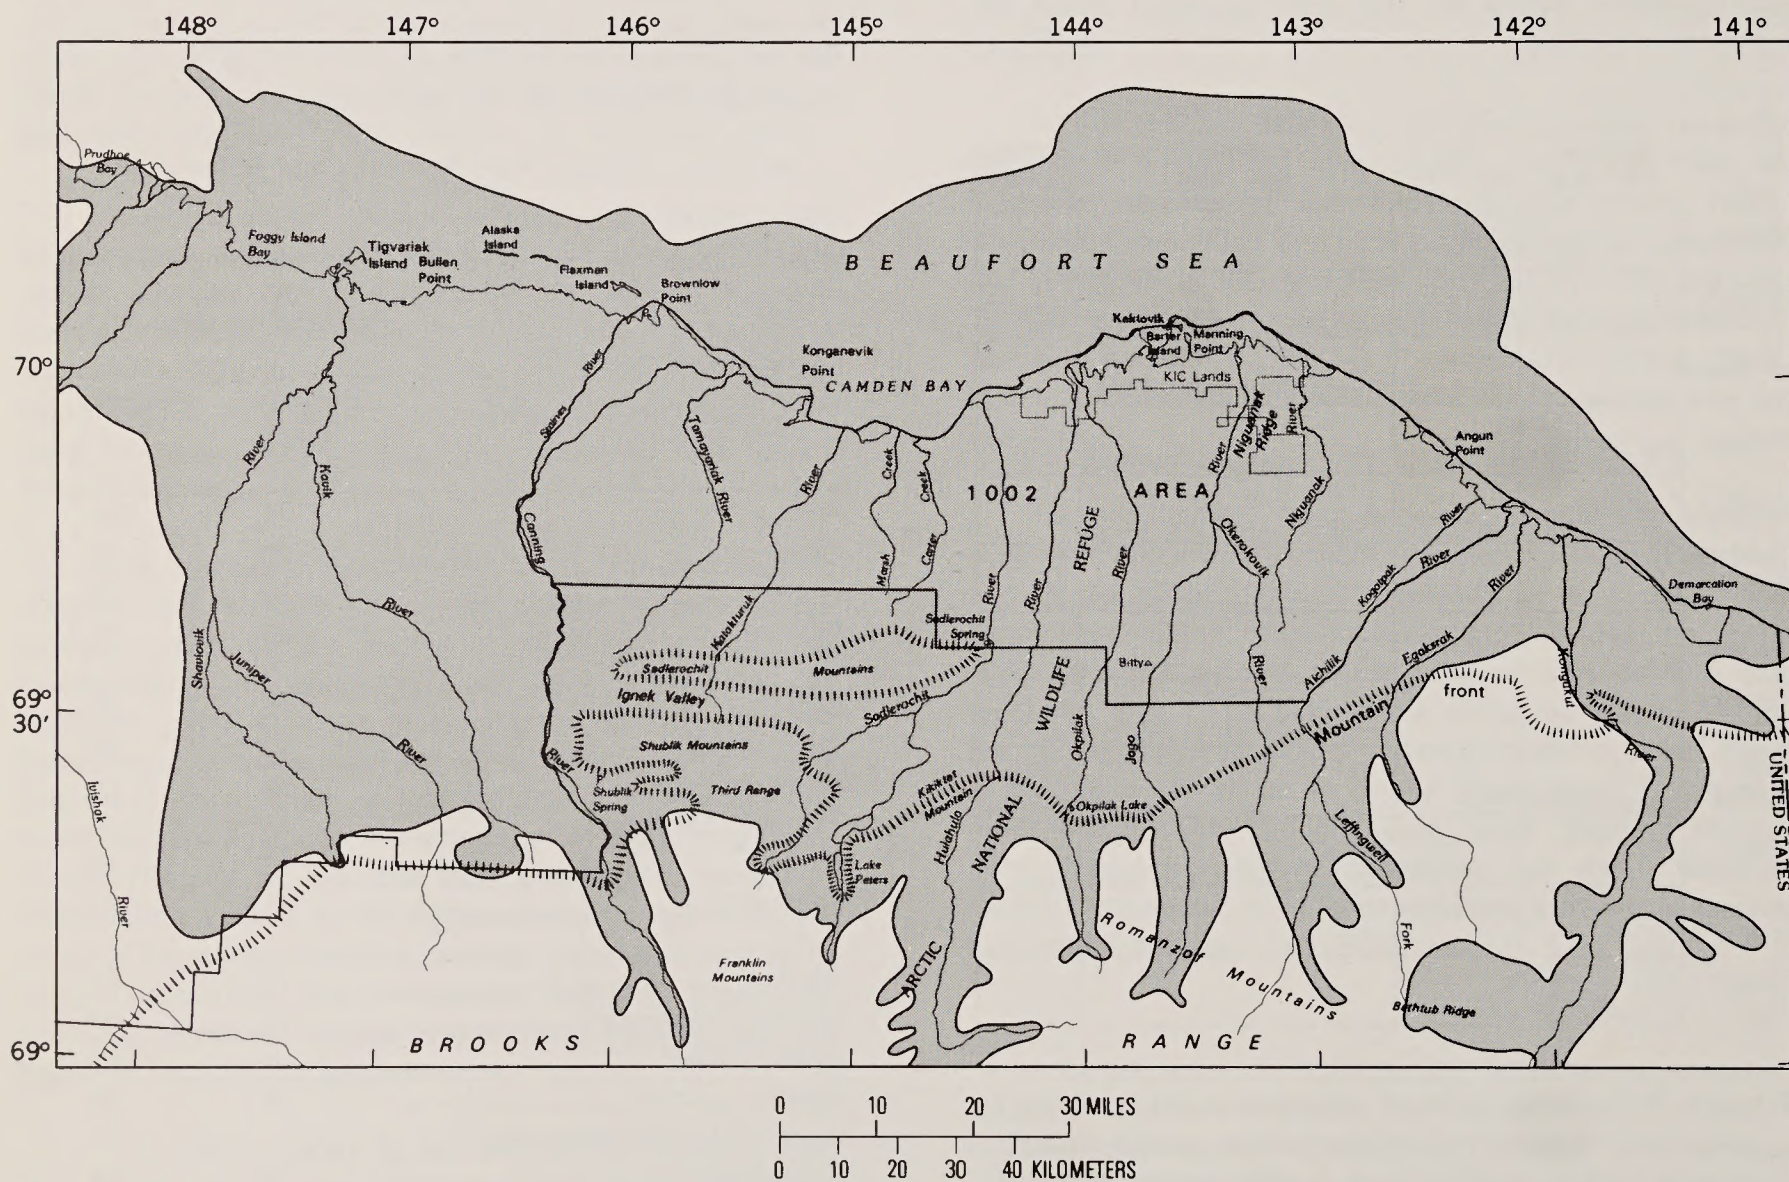 148° 147° 146° 145° 144° 143° 142° 141°
Prudhoe
Bay
Foggy Island
Bay
Tigvariak
Island
Bullen
Point
Alaska
Island
Flaxman
Island
Brownlow
Point
BEAUFORT SEA
Konganevik
Point
CAMDEN BAY
Kaktovik
Barter
Island
Manning
Point
KIC Lands
70°
Staines
River
River
Kavik
Tamayariak River
River
Creek
Creek
1002 AREA
REFUGE
River
Niguanak
Ridge
River
Niguanak
Angun
Point
Canning
Marsh
Carter
River
River
River
Okerokovik
River
River
River
Kogotpak
Demarcation
Bay
River
Shaviovik
Juniper
Katakturuk
Sadlerochit
Spring
Sadlerochit
Mountains
Ignek Valley
Sadlerochit
WILDLIFE
Bitty
River
Aichilik
Egaksrak
Kongakut
69°
30′
Mountain front
Shublik Mountains
Okpilak
Jago
River
River
River
Shublik
Spring
Third Range
Kikiktat
Mountain
Okpilak Lake
UNITED STATES
Ivishak
River
Hulahula
NATIONAL
Leffingwell
Fork
Lake
Peters
ARCTIC
Romanzof
Mountains
Franklin
Mountains
Bathtub Ridge
69°
BROOKS RANGE
0 10 20 30 MILES
0 10 20 30 40 KILOMETERS